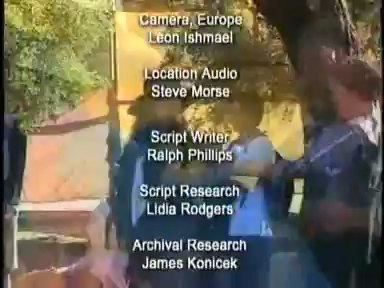 Camera, Europe
Leon Ishmael
Location Audio
Steve Morse
Script Writer
Ralph Phillips
Script Research
Lidia Rodgers
Archival Research
James Konicek